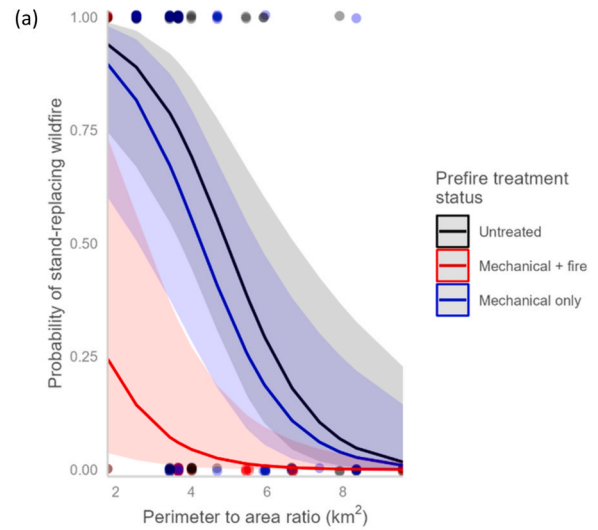 (a)
1.00
0.75
0.50
0.25
0.00
Probability of stand-replacing wildfire
2 4 6 8
Perimeter to area ratio (km²)
Prefire treatment
status
Untreated
Mechanical + fire
Mechanical only